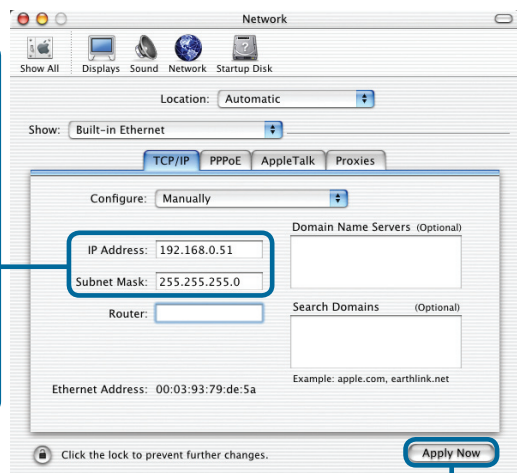 Network
Show All Displays Sound Network Startup Disk
Location: Automatic
Show: Built-in Ethernet
TCP/IP PPPoE AppleTalk Proxies
Configure: Manually
Domain Name Servers (Optional)
IP Address: 192.168.0.51
Subnet Mask: 255.255.255.0
Router:
Search Domains (Optional)
Example: apple.com, earthlink.net
Ethernet Address: 00:03:93:79:de:5a
Click the lock to prevent further changes.
Apply Now